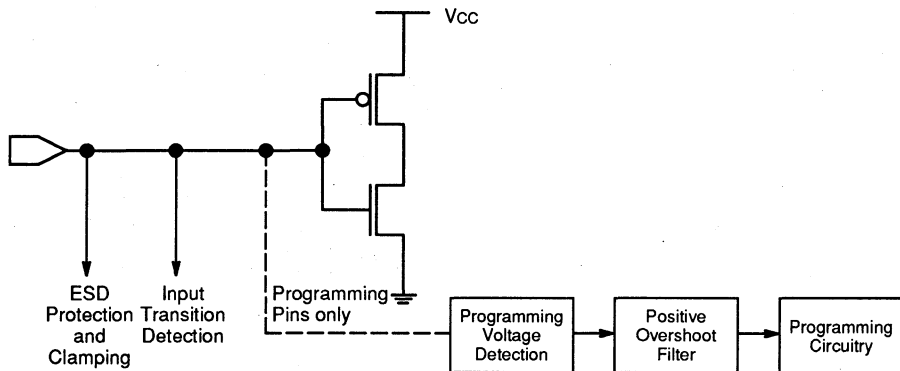 Vcc
ESD
Protection
and
Clamping
Input
Transition
Detection
Programming
Pins only
Programming
Voltage
Detection
Positive
Overshoot
Filter
Programming
Circuitry